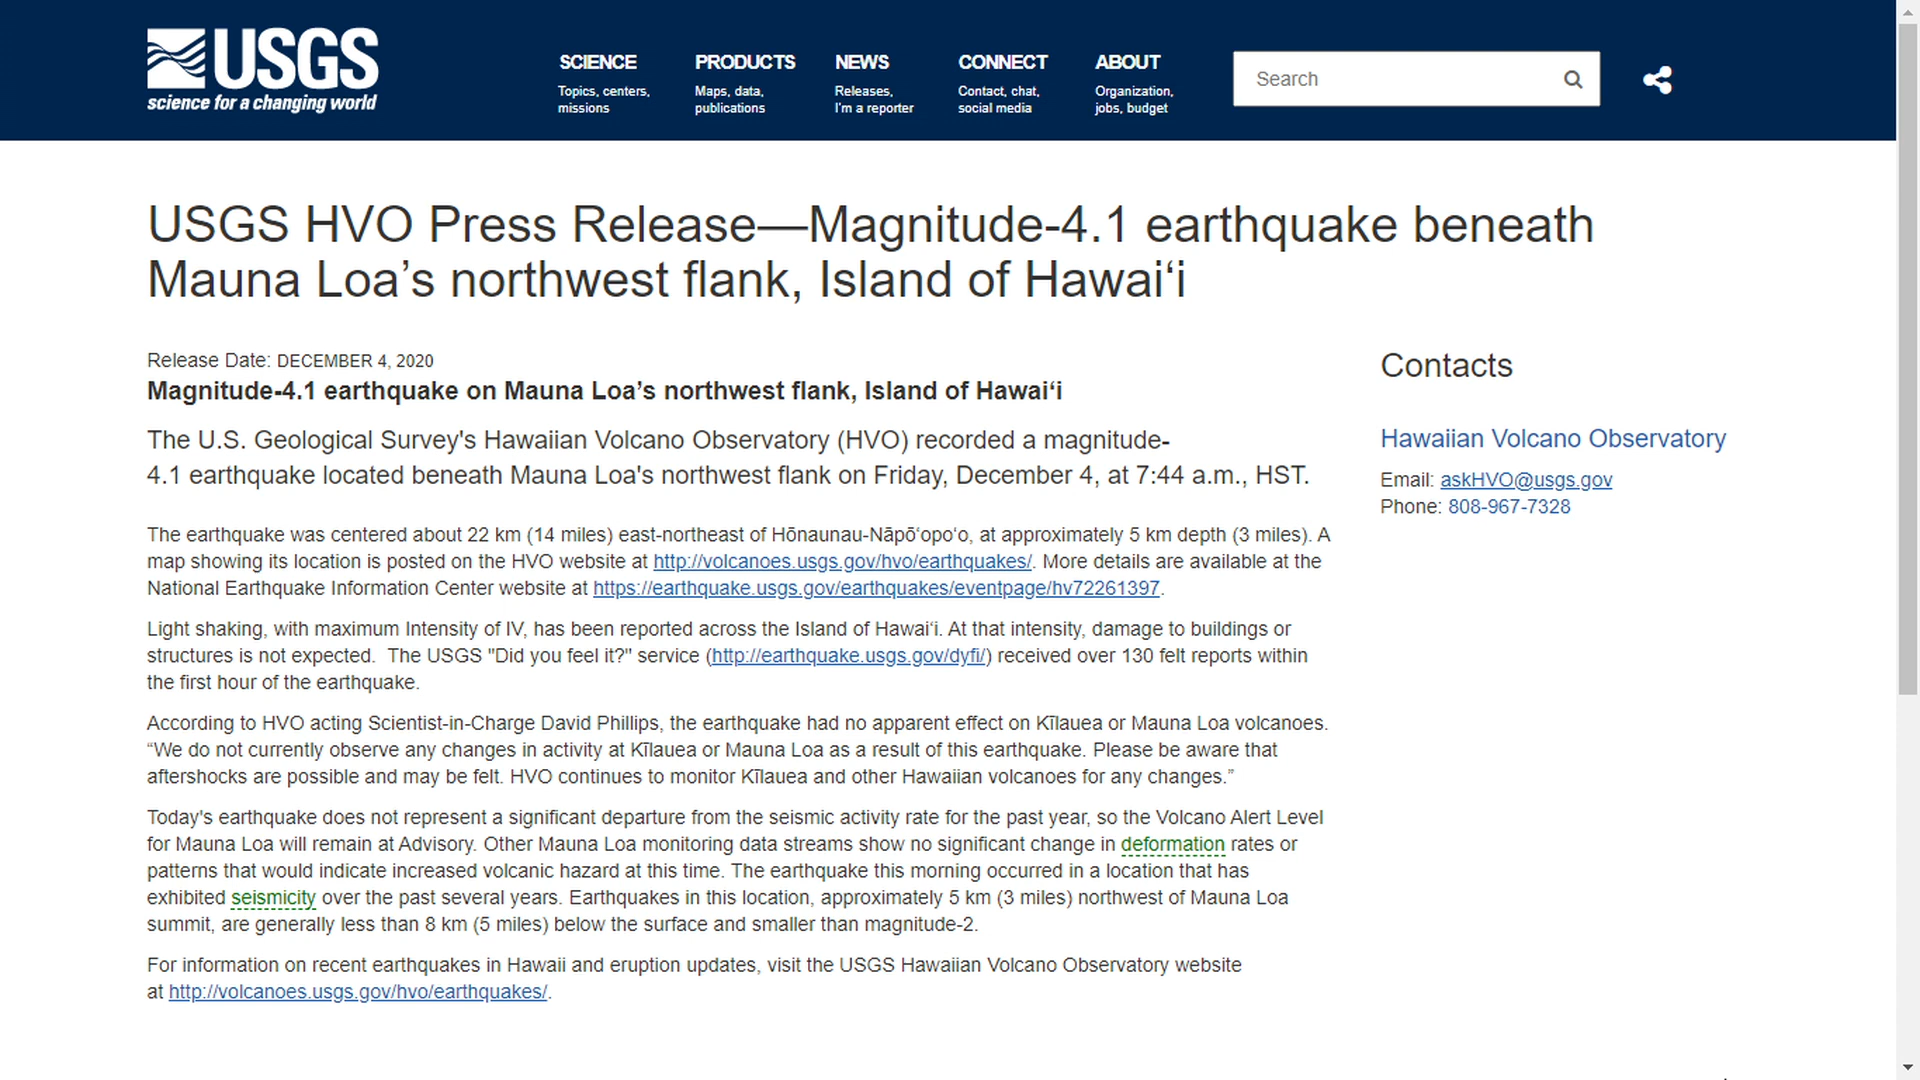 USGS
science for a changing world
SCIENCE
Topics, centers,
missions
PRODUCTS
Maps, data,
publications
NEWS
Releases,
I'm a reporter
CONNECT
Contact, chat,
social media
ABOUT
Organization,
jobs, budget
Search
USGS HVO Press Release—Magnitude-4.1 earthquake beneath
Mauna Loa’s northwest flank, Island of Hawai‘i
Release Date: DECEMBER 4, 2020
Magnitude-4.1 earthquake on Mauna Loa’s northwest flank, Island of Hawai‘i
The U.S. Geological Survey's Hawaiian Volcano Observatory (HVO) recorded a magnitude-
4.1 earthquake located beneath Mauna Loa's northwest flank on Friday, December 4, at 7:44 a.m., HST.
The earthquake was centered about 22 km (14 miles) east-northeast of Hōnaunau-Nāpō‘opo‘o, at approximately 5 km depth (3 miles). A
map showing its location is posted on the HVO website at http://volcanoes.usgs.gov/hvo/earthquakes/. More details are available at the
National Earthquake Information Center website at https://earthquake.usgs.gov/earthquakes/eventpage/hv72261397.
Light shaking, with maximum Intensity of IV, has been reported across the Island of Hawai‘i. At that intensity, damage to buildings or
structures is not expected.  The USGS "Did you feel it?" service (http://earthquake.usgs.gov/dyfi/) received over 130 felt reports within
the first hour of the earthquake.
According to HVO acting Scientist-in-Charge David Phillips, the earthquake had no apparent effect on Kīlauea or Mauna Loa volcanoes.
“We do not currently observe any changes in activity at Kīlauea or Mauna Loa as a result of this earthquake. Please be aware that
aftershocks are possible and may be felt. HVO continues to monitor Kīlauea and other Hawaiian volcanoes for any changes.”
Today's earthquake does not represent a significant departure from the seismic activity rate for the past year, so the Volcano Alert Level
for Mauna Loa will remain at Advisory. Other Mauna Loa monitoring data streams show no significant change in deformation rates or
patterns that would indicate increased volcanic hazard at this time. The earthquake this morning occurred in a location that has
exhibited seismicity over the past several years. Earthquakes in this location, approximately 5 km (3 miles) northwest of Mauna Loa
summit, are generally less than 8 km (5 miles) below the surface and smaller than magnitude-2.
For information on recent earthquakes in Hawaii and eruption updates, visit the USGS Hawaiian Volcano Observatory website
at http://volcanoes.usgs.gov/hvo/earthquakes/.
Contacts
Hawaiian Volcano Observatory
Email: askHVO@usgs.gov
Phone: 808-967-7328